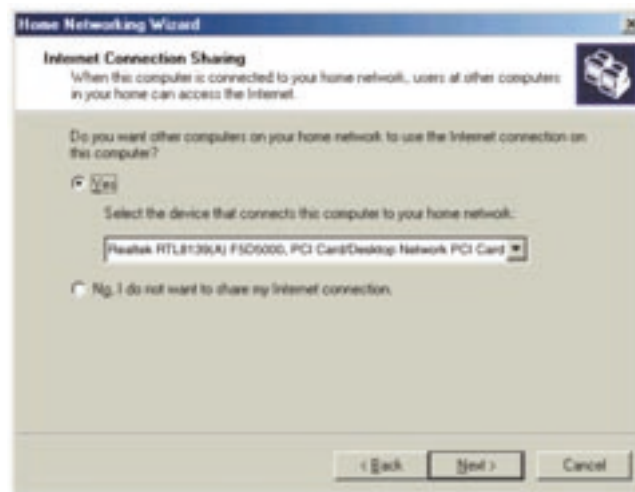 Home Networking Wizard
Internet Connection Sharing
When this computer is connected to your home network, users at other computers
in your home can access the Internet.
Do you want other computers on your home network to use the Internet connection on
this computer?
Yes
Select the device that connects this computer to your home network.
Realtek RTL8139(A) F5D5000, PCI Card/Desktop Network PCI Card
No, I do not want to share my Internet connection.
< Back
Next >
Cancel